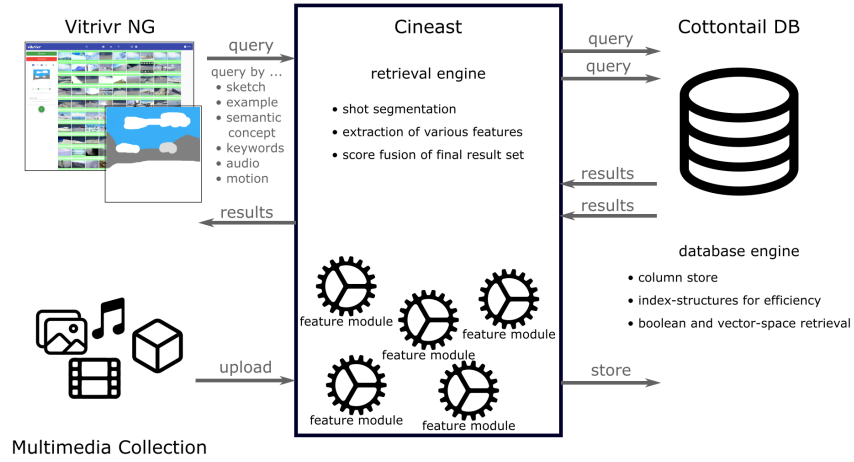 Vitrivr NG
Cineast
Cottontail DB
vitrivr
query
query by ...
• sketch
• example
• semantic
concept
• keywords
• audio
• motion
results
retrieval engine
• shot segmentation
• extraction of various features
• score fusion of final result set
query
query
results
results
database engine
• column store
• index-structures for efficiency
• boolean and vector-space retrieval
feature module
feature module
feature module
feature module
feature module
upload
store
Multimedia Collection